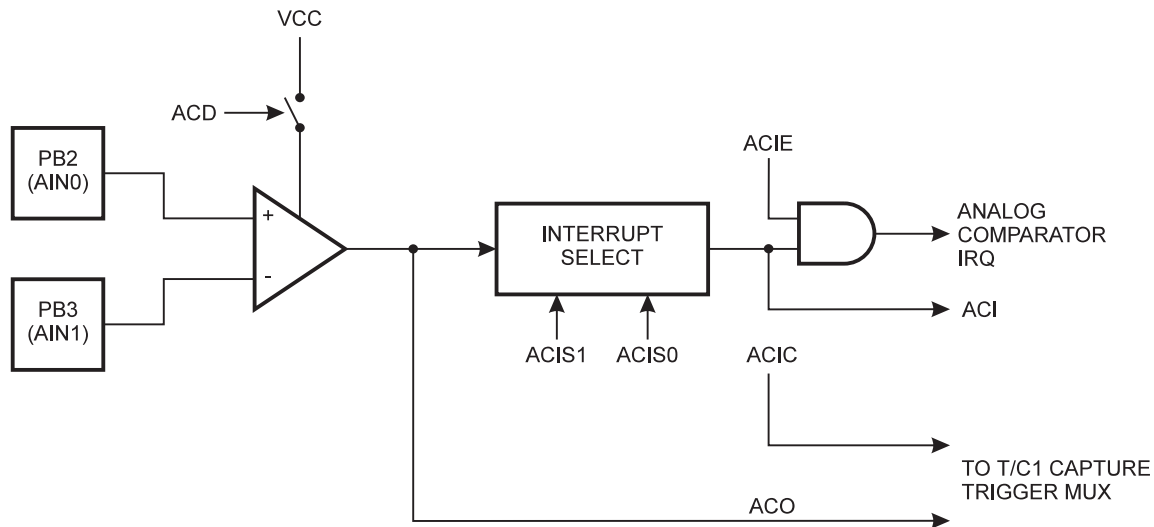 VCC
ACD
PB2
(AIN0)
+
-
PB3
(AIN1)
INTERRUPT
SELECT
ACIS1
ACIS0
ACIE
ANALOG
COMPARATOR
IRQ
ACI
ACIC
TO T/C1 CAPTURE
TRIGGER MUX
ACO